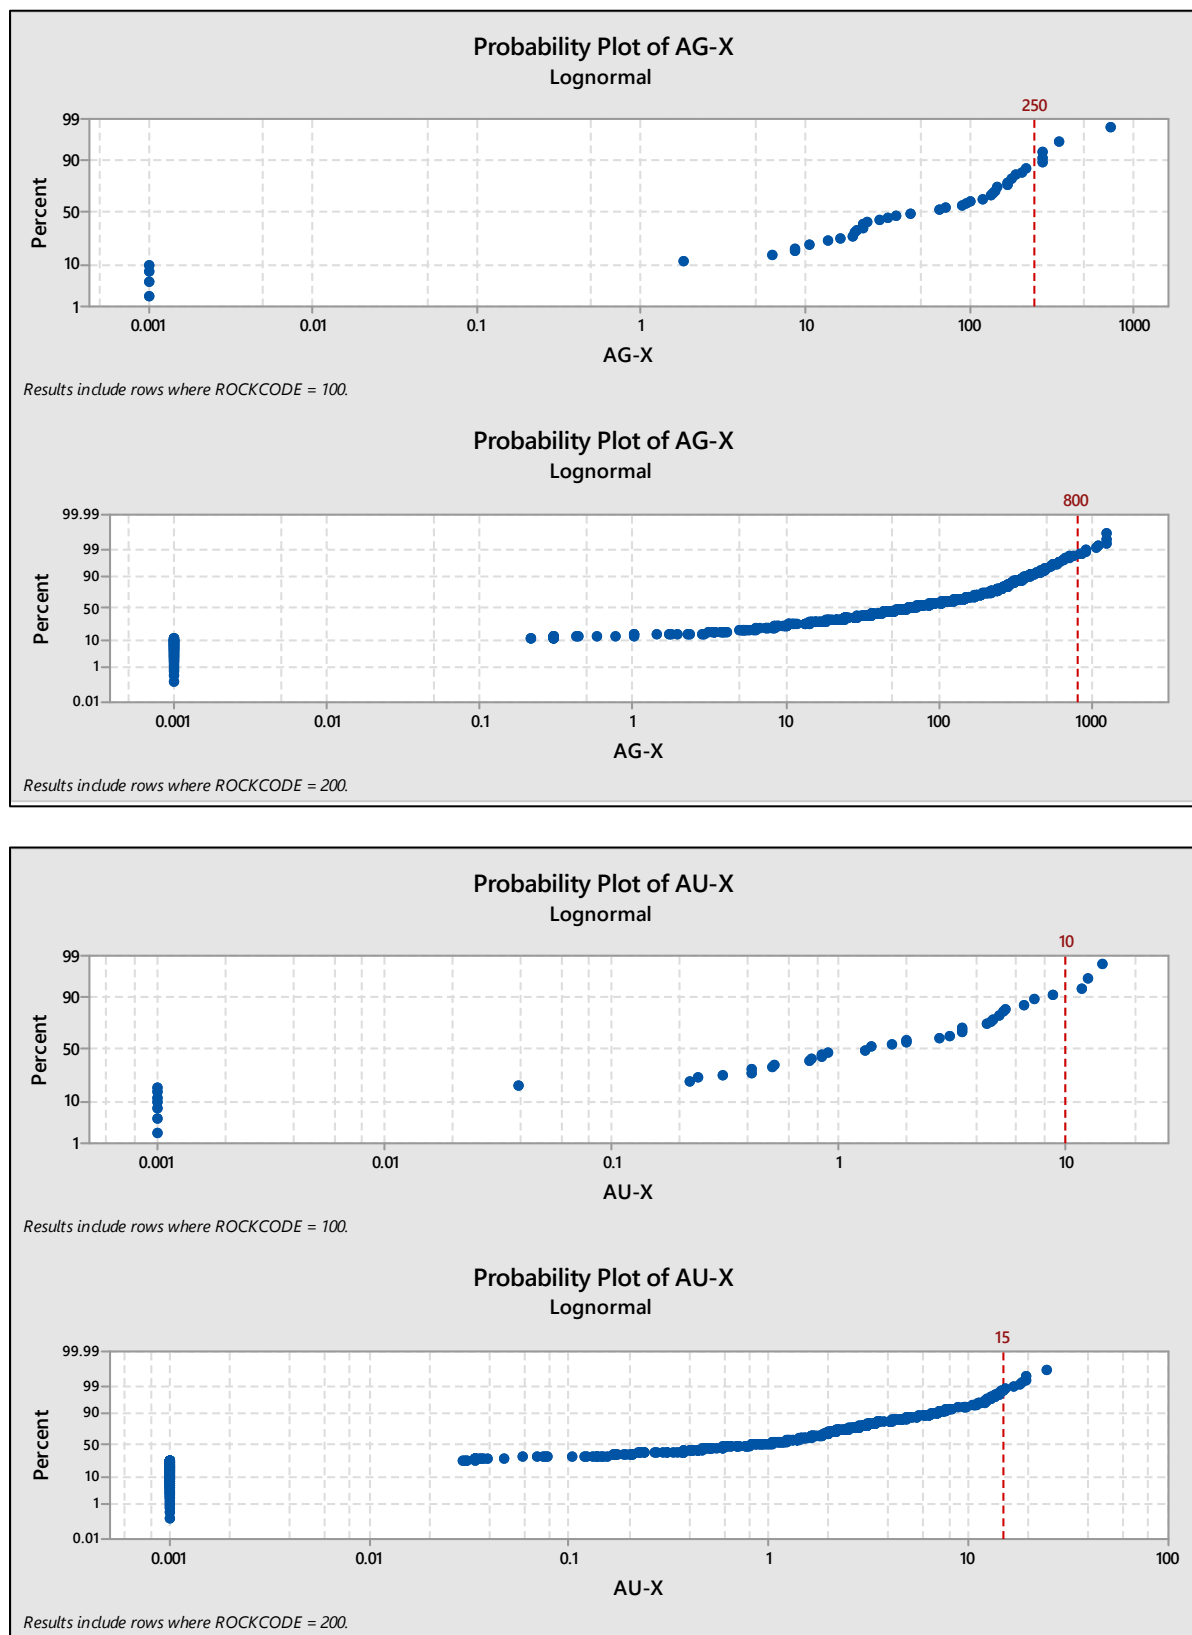 Probability Plot of AG-X
Lognormal
250
99
90
50
10
1
Percent
0.001 0.01 0.1 1 10 100 1000
AG-X
Results include rows where ROCKCODE = 100.
Probability Plot of AG-X
Lognormal
800
99.99
99
90
50
10
1
0.01
Percent
0.001 0.01 0.1 1 10 100 1000
AG-X
Results include rows where ROCKCODE = 200.
Probability Plot of AU-X
Lognormal
10
99
90
50
10
1
Percent
0.001 0.01 0.1 1 10
AU-X
Results include rows where ROCKCODE = 100.
Probability Plot of AU-X
Lognormal
15
99.99
99
90
50
10
1
0.01
Percent
0.001 0.01 0.1 1 10 100
AU-X
Results include rows where ROCKCODE = 200.